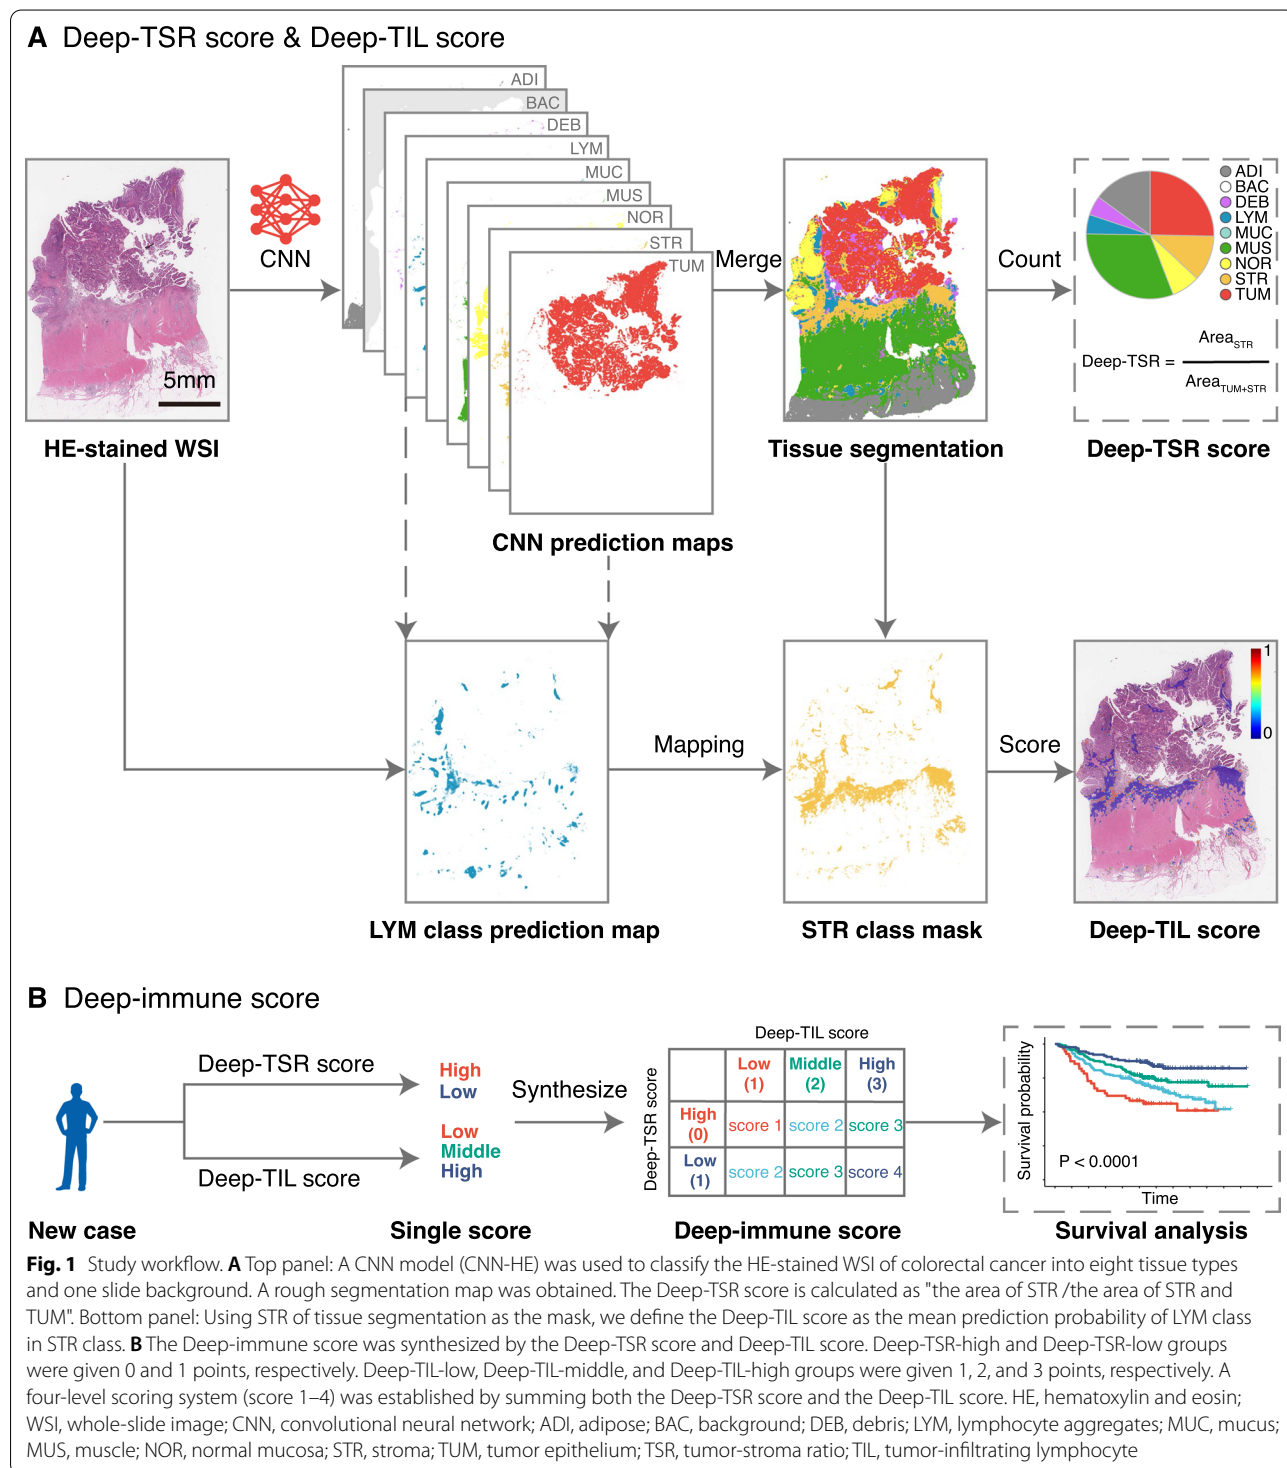 A Deep-TSR score & Deep-TIL score
ADI
BAC
DEB
LYM
MUC
MUS
NOR
STR
TUM
CNN
5mm
HE-stained WSI
CNN prediction maps
Merge
Tissue segmentation
Count
ADI
BAC
DEB
LYM
MUC
MUS
NOR
STR
TUM
Deep-TSR = Area STR / Area TUM+STR
Deep-TSR score
LYM class prediction map
Mapping
STR class mask
Score
1
0
Deep-TIL score
B Deep-immune score
New case
Deep-TSR score
Deep-TIL score
High
Low
Low
Middle
High
Single score
Synthesize
Deep-TIL score
Deep-TSR score
Low (1) Middle (2) High (3)
High (0) score 1 score 2 score 3
Low (1) score 2 score 3 score 4
Deep-immune score
Survival probability
P < 0.0001
Time
Survival analysis
Fig. 1 Study workflow. A Top panel: A CNN model (CNN-HE) was used to classify the HE-stained WSI of colorectal cancer into eight tissue types
and one slide background. A rough segmentation map was obtained. The Deep-TSR score is calculated as "the area of STR /the area of STR and
TUM". Bottom panel: Using STR of tissue segmentation as the mask, we define the Deep-TIL score as the mean prediction probability of LYM class
in STR class. B The Deep-immune score was synthesized by the Deep-TSR score and Deep-TIL score. Deep-TSR-high and Deep-TSR-low groups
were given 0 and 1 points, respectively. Deep-TIL-low, Deep-TIL-middle, and Deep-TIL-high groups were given 1, 2, and 3 points, respectively. A
four-level scoring system (score 1–4) was established by summing both the Deep-TSR score and the Deep-TIL score. HE, hematoxylin and eosin;
WSI, whole-slide image; CNN, convolutional neural network; ADI, adipose; BAC, background; DEB, debris; LYM, lymphocyte aggregates; MUC, mucus;
MUS, muscle; NOR, normal mucosa; STR, stroma; TUM, tumor epithelium; TSR, tumor-stroma ratio; TIL, tumor-infiltrating lymphocyte